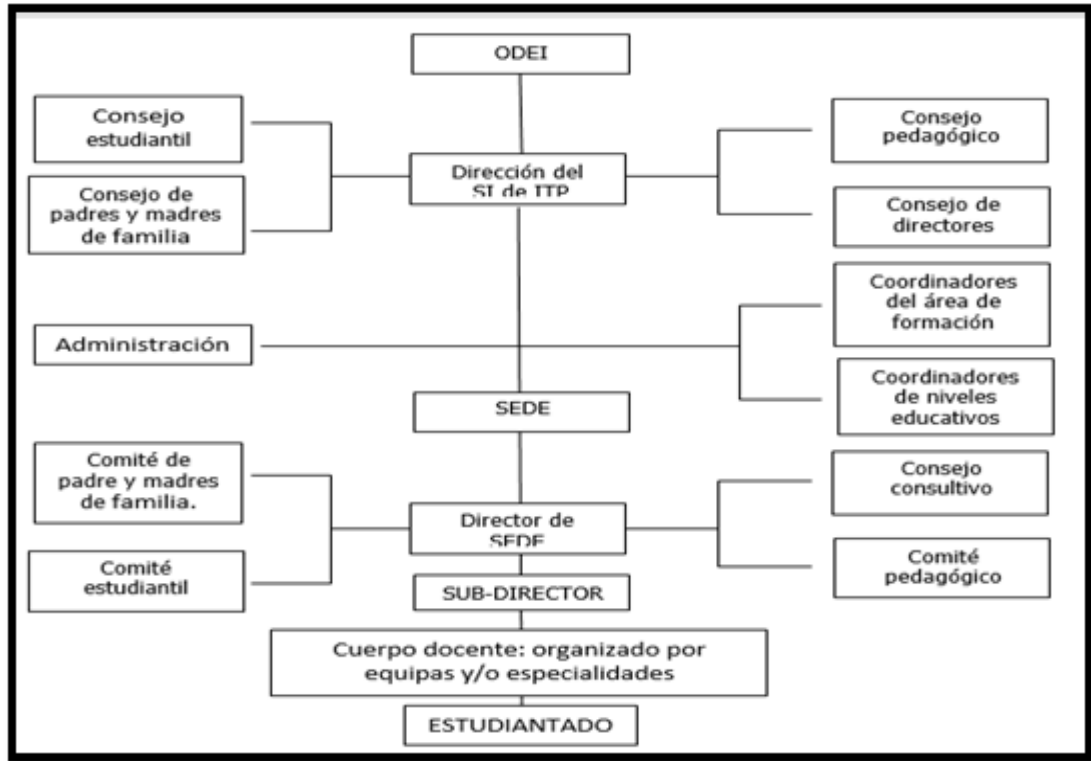 ODEI
Consejo
estudiantil
Consejo
pedagógico
Dirección del
SI de ITP
Consejo de
padres y madres
de familia
Consejo de
directores
Coordinadores
del área de
formación
Administración
Coordinadores
de niveles
educativos
SEDE
Comité de
padre y madres
de familia.
Consejo
consultivo
Director de
SEDE
Comité
estudiantil
Comité
pedagógico
SUB-DIRECTOR
Cuerpo docente: organizado por
equipas y/o especialidades
ESTUDIANTADO